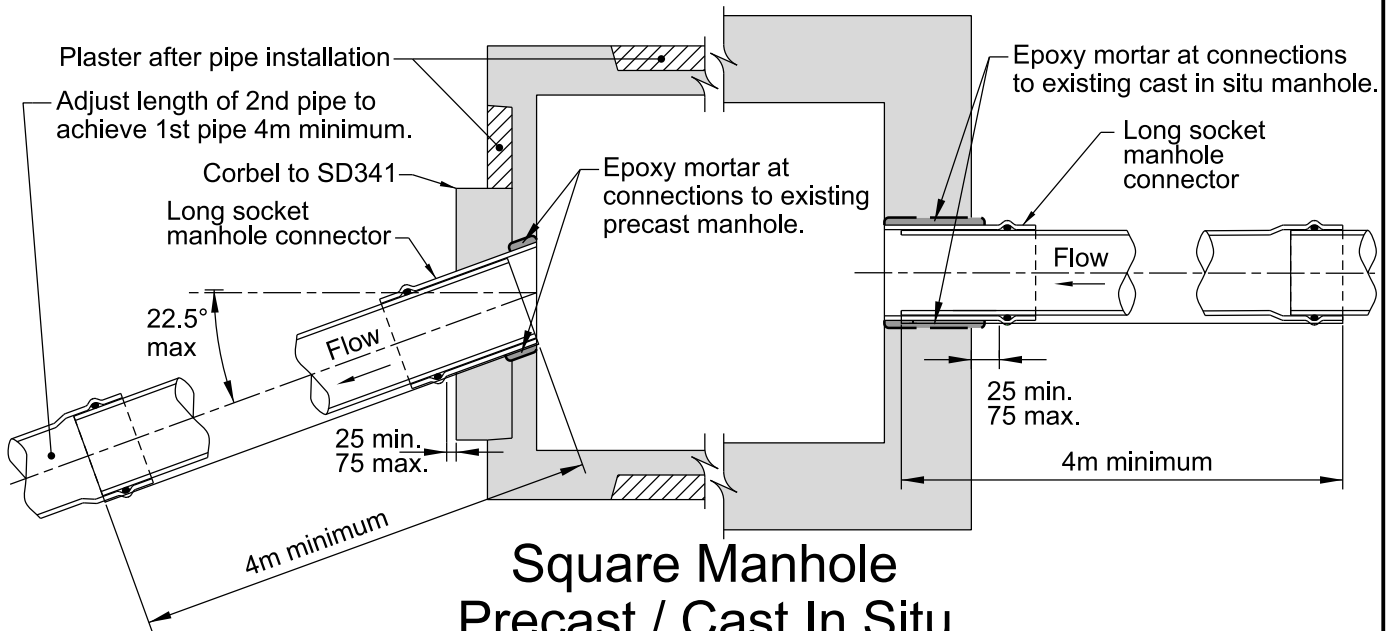 Plaster after pipe installation
Adjust length of 2nd pipe to
achieve 1st pipe 4m minimum.
Corbel to SD341
Long socket
manhole connector
22.5°
max
Flow
25 min.
75 max.
4m minimum
Epoxy mortar at
connections to existing
precast manhole.
Epoxy mortar at connections
to existing cast in situ manhole.
Long socket
manhole
connector
Flow
25 min.
75 max.
4m minimum
Square Manhole
Precast / Cast In Situ